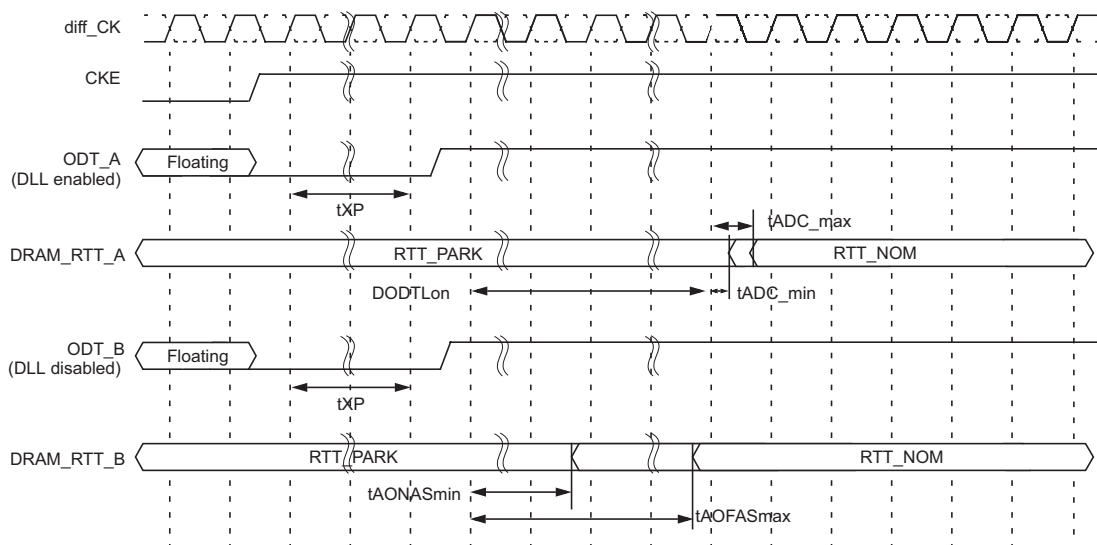 diff_CK
CKE
ODT_A
(DLL enabled)
Floating
tXP
tADC_max
DRAM_RTT_A
RTT_PARK
RTT_NOM
DODTLon
tADC_min
ODT_B
(DLL disabled)
Floating
tXP
DRAM_RTT_B
RTT_PARK
RTT_NOM
tAONASmin
tAOFASmax